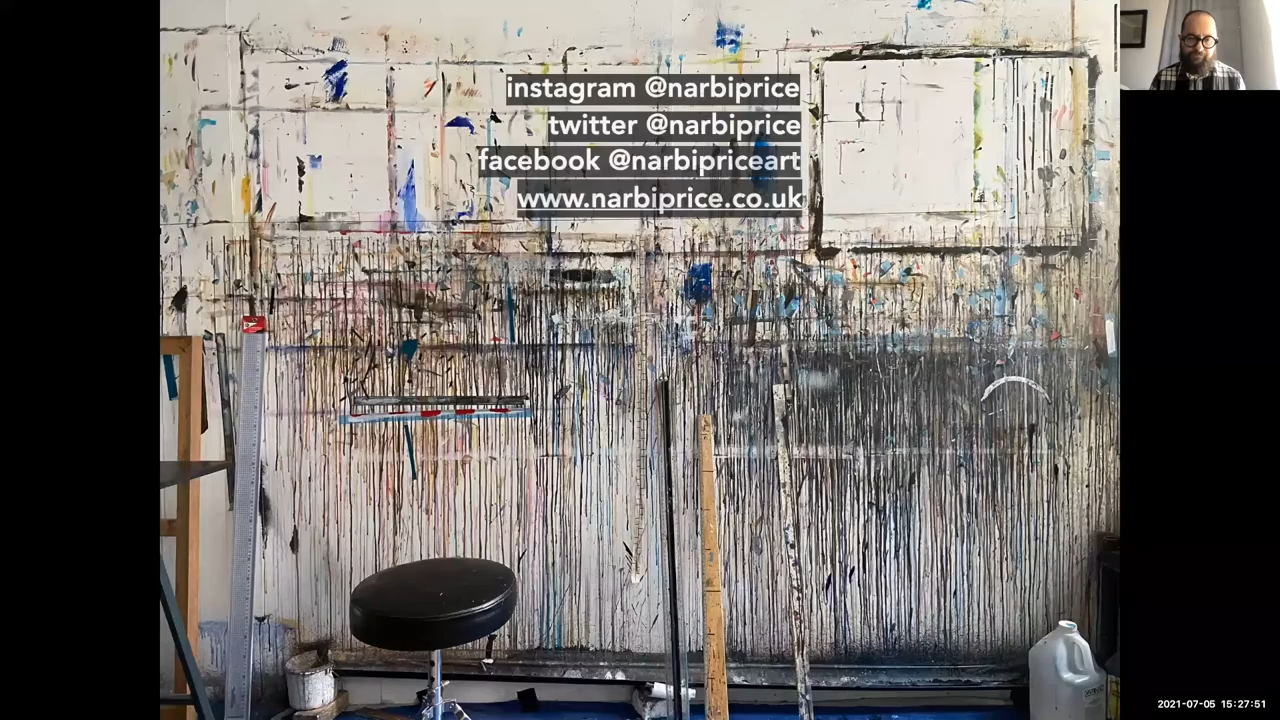 instagram @narbiprice
twitter @narbiprice
facebook @narbipriceart
www.narbiprice.co.uk
2021-07-05 15:27:51